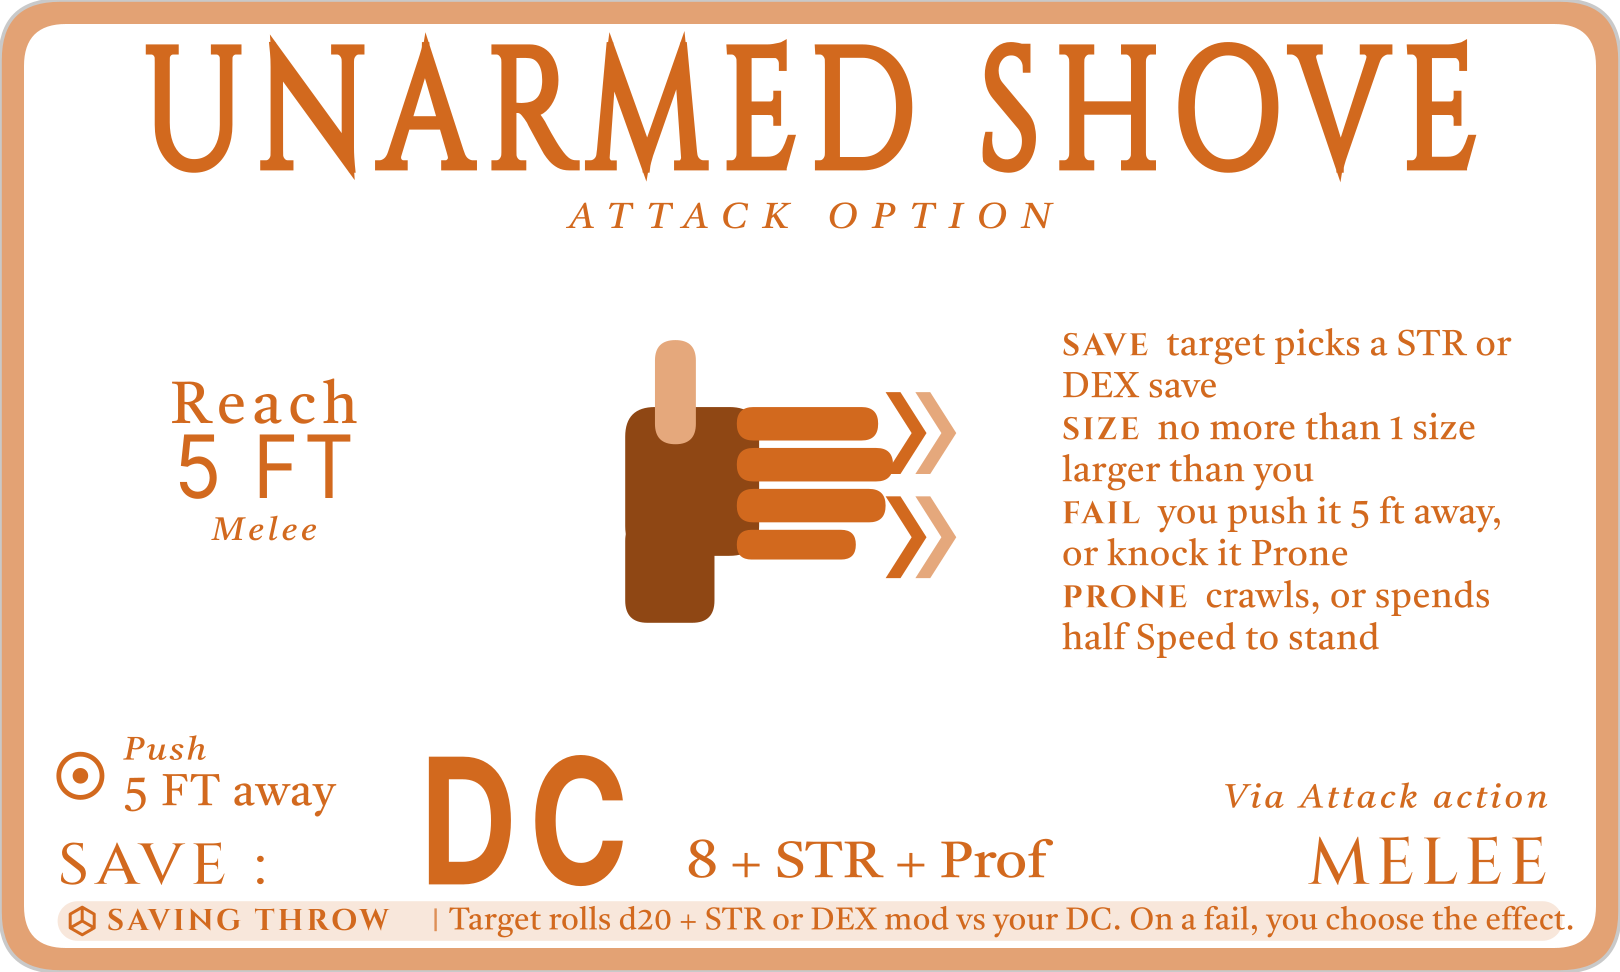 UNARMED SHOVE
ATTACK OPTION
Reach
5 FT
Melee
SAVE target picks a STR or
DEX save
SIZE no more than 1 size
larger than you
FAIL you push it 5 ft away,
or knock it Prone
PRONE crawls, or spends
half Speed to stand
Push
5 FT away
SAVE :
DC
8 + STR + Prof
Via Attack action
MELEE
SAVING THROW | Target rolls d20 + STR or DEX mod vs your DC. On a fail, you choose the effect.